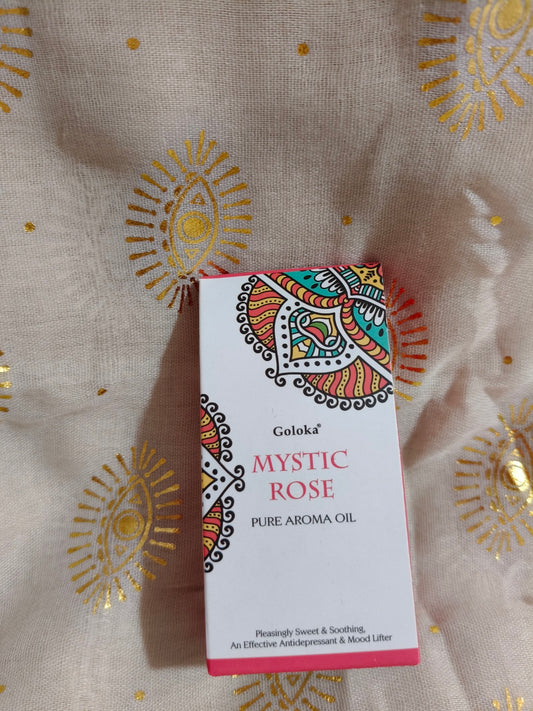 Goloka®
MYSTIC
ROSE
PURE AROMA OIL
Pleasingly Sweet & Soothing,
An Effective Antidepressant & Mood Lifter